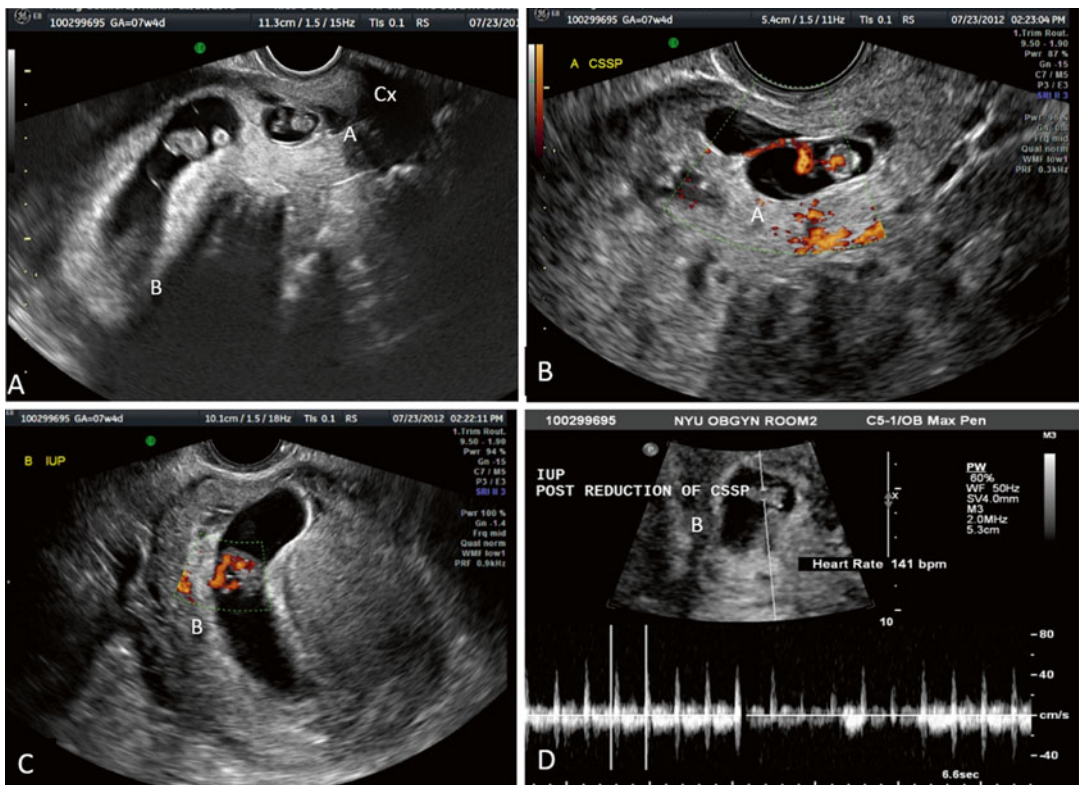 100299695 GA=07w4d
11.3cm / 1.5 / 15Hz
TIs 0.1
RS
07/23/2012
Cx
A
B
A
100299695 GA=07w4d
5.4cm / 1.5 / 11Hz
TIs 0.1
RS
07/23/2012 02:23:04 PM
1.Trim Rout.
9.50 - 1.90
Pwr 87 %
Gn -15
C7 / M5
P3 / E3
SRI II 3
Frq mid
Qual norm
WMF low1
PRF 0.3kHz
A CSSP
A
B
100299695 GA=07w4d
10.1cm / 1.5 / 18Hz
TIs 0.1
RS
07/23/2012 02:22:11 PM
1.Trim Rout.
9.50 - 1.90
Pwr 94 %
Gn -15
C7 / M5
P3 / E3
SRI II 3
Pwr 100 %
Gn -1.4
Frq mid
Qual norm
WMF low1
PRF 0.9kHz
B IUP
B
C
100299695
NYU OBGYN ROOM2
C5-1/OB Max Pen
M3
IUP
POST REDUCTION OF CSSP
B
PW
60%
WF 50Hz
SV4.0mm
M3
2.0MHz
5.3cm
x
Heart Rate 141 bpm
10
80
40
cm/s
-40
6.6sec
D